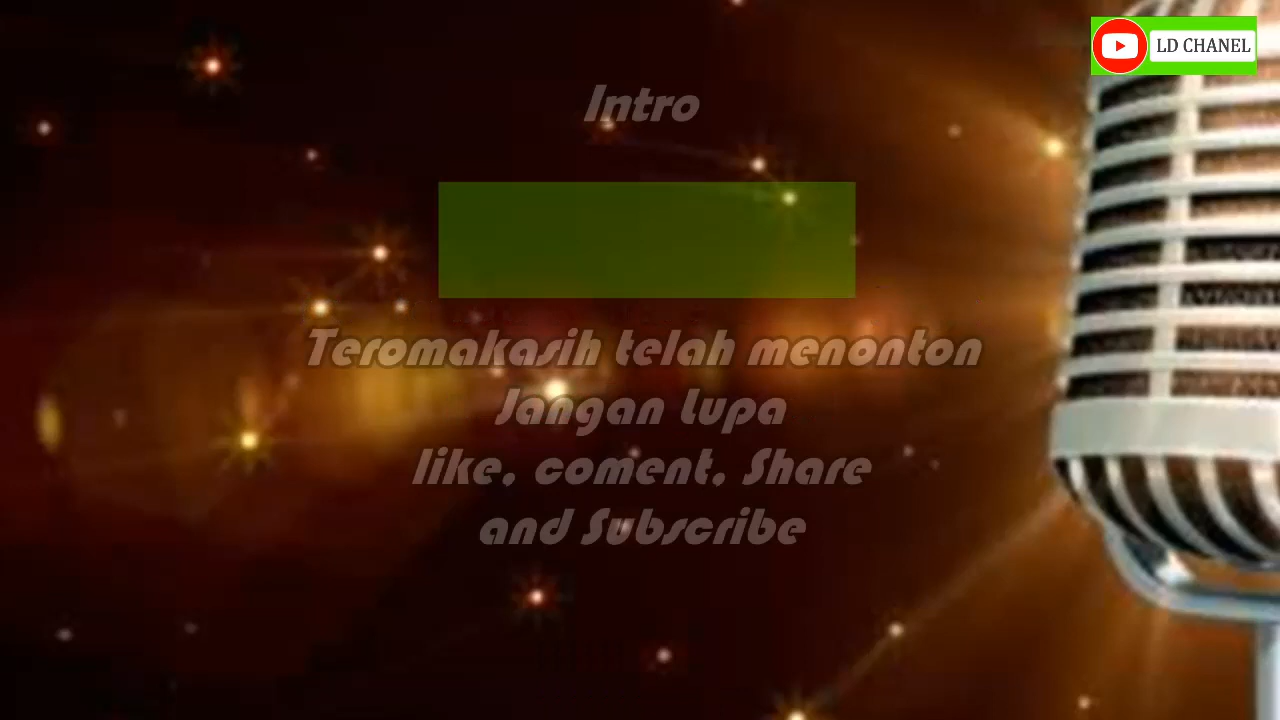 LD CHANEL
Intro
Teromakasih telah menonton
Jangan Lupa
like, coment, Share
and Subscribe